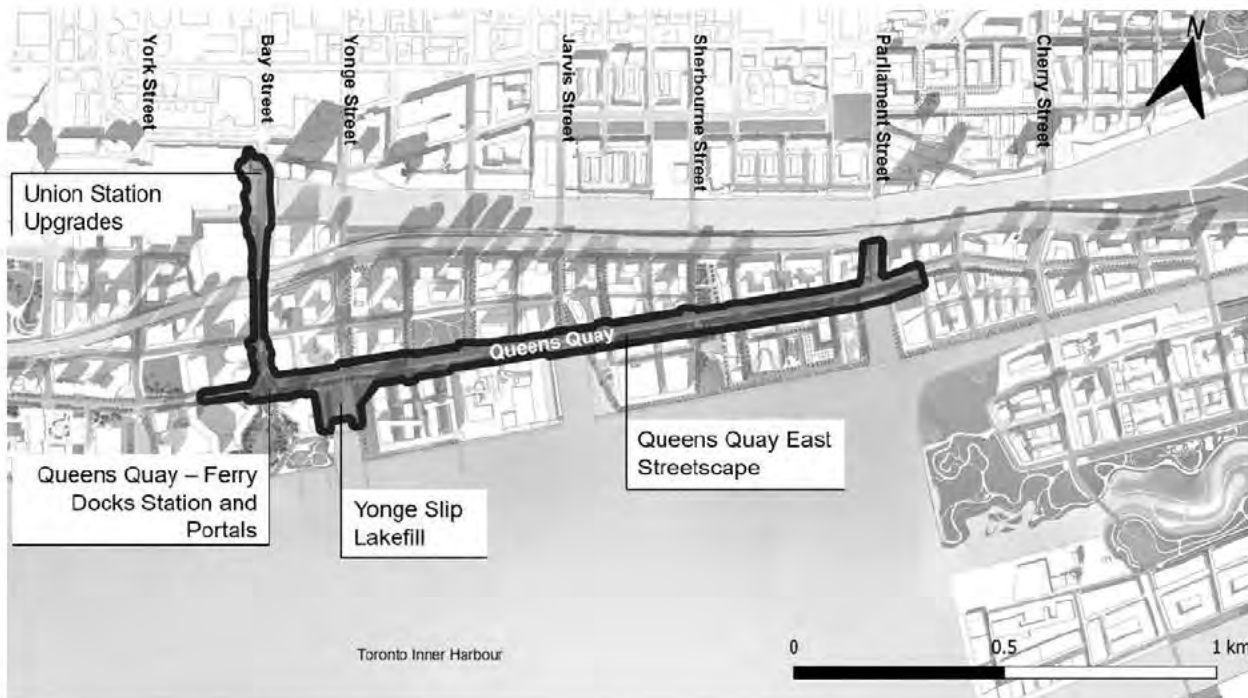 York Street
Bay Street
Yonge Street
Jarvis Street
Sherbourne Street
Parliament Street
Cherry Street
N
Union Station
Upgrades
Queens Quay
Queens Quay – Ferry
Docks Station and
Portals
Yonge Slip
Lakefill
Queens Quay East
Streetscape
Toronto Inner Harbour
0
0.5
1 km